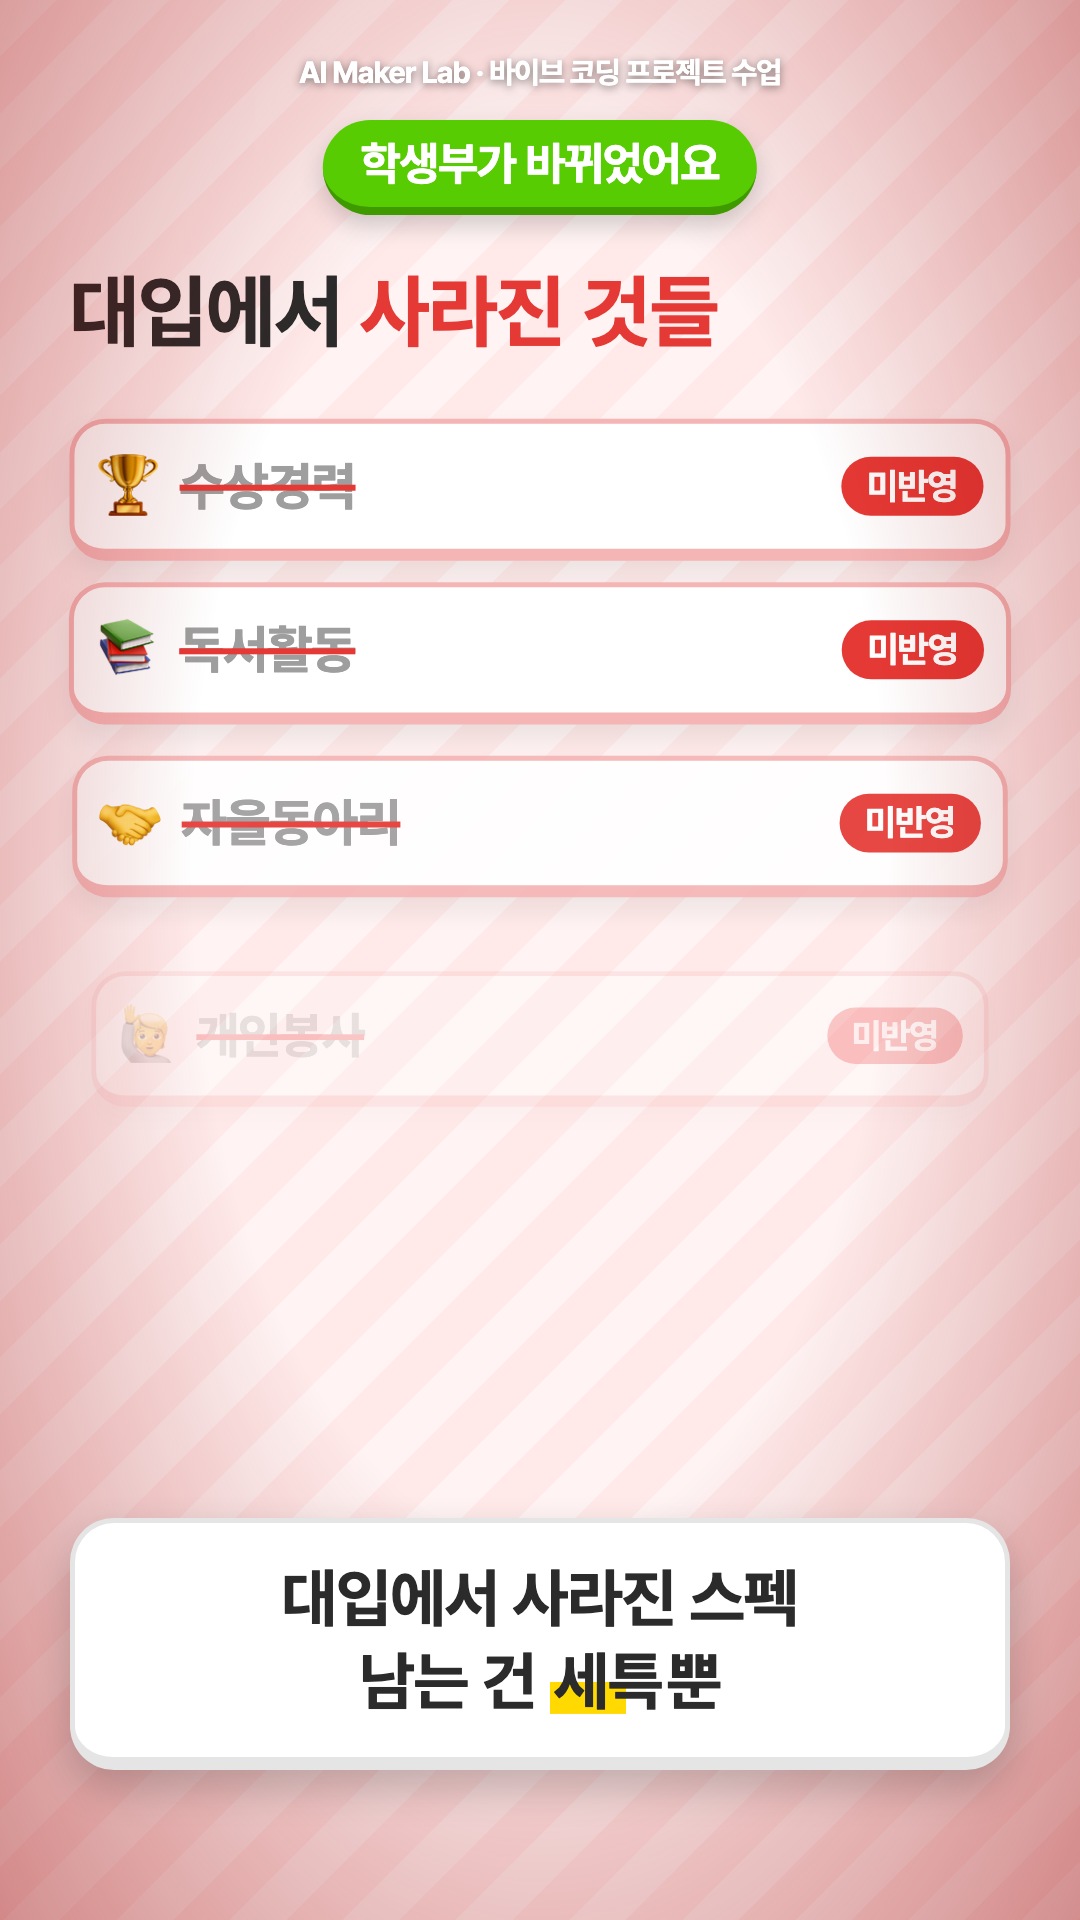 AI Maker Lab · 바이브 코딩 프로젝트 수업
학생부가 바뀌었어요
대입에서 사라진 것들
수상경력 미반영
독서활동 미반영
자율동아리 미반영
개인봉사 미반영
대입에서 사라진 스펙
남는 건 세특뿐